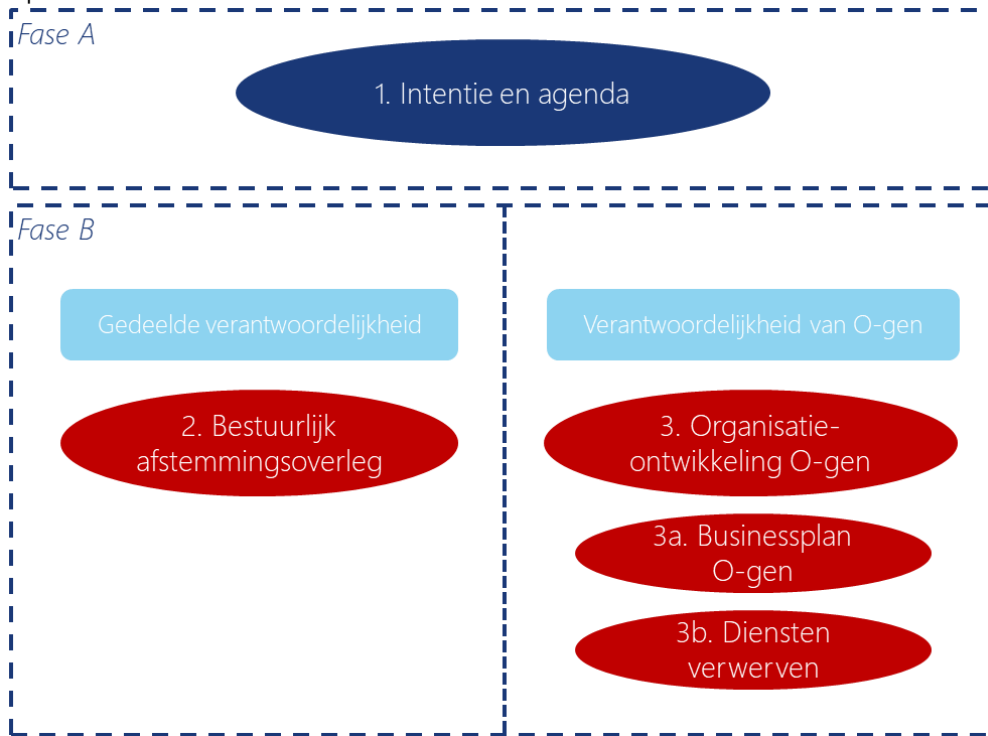 Fase A
1. Intentie en agenda
Fase B
Gedeelde verantwoordelijkheid
2. Bestuurlijk
afstemmingsoverleg
Verantwoordelijkheid van O-gen
3. Organisatie-
ontwikkeling O-gen
3a. Businessplan
O-gen
3b. Diensten
verwerven